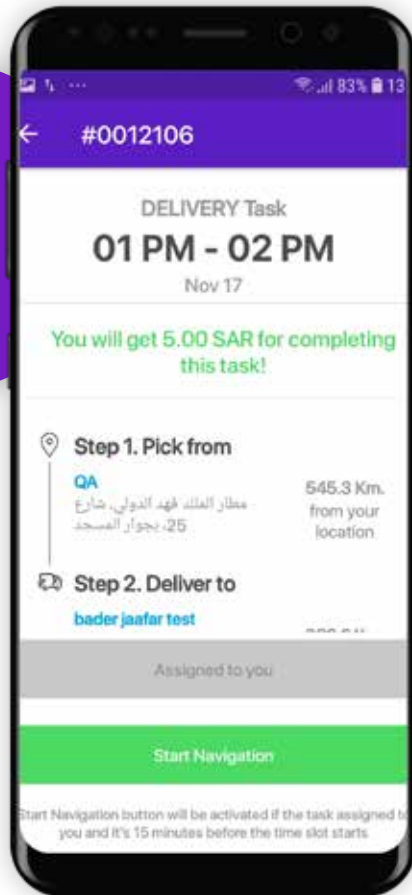 83% 13
#0012106
DELIVERY Task
01 PM - 02 PM
Nov 17
You will get 5.00 SAR for completing
this task!
Step 1. Pick from
QA
مطار الملك فهد الدولي، شارع
25، بجوار المسجد
545.3 Km.
from your
location
Step 2. Deliver to
bader jaafar test
Assigned to you
Start Navigation
Start Navigation button will be activated if the task assigned to
you and it's 15 minutes before the time slot starts